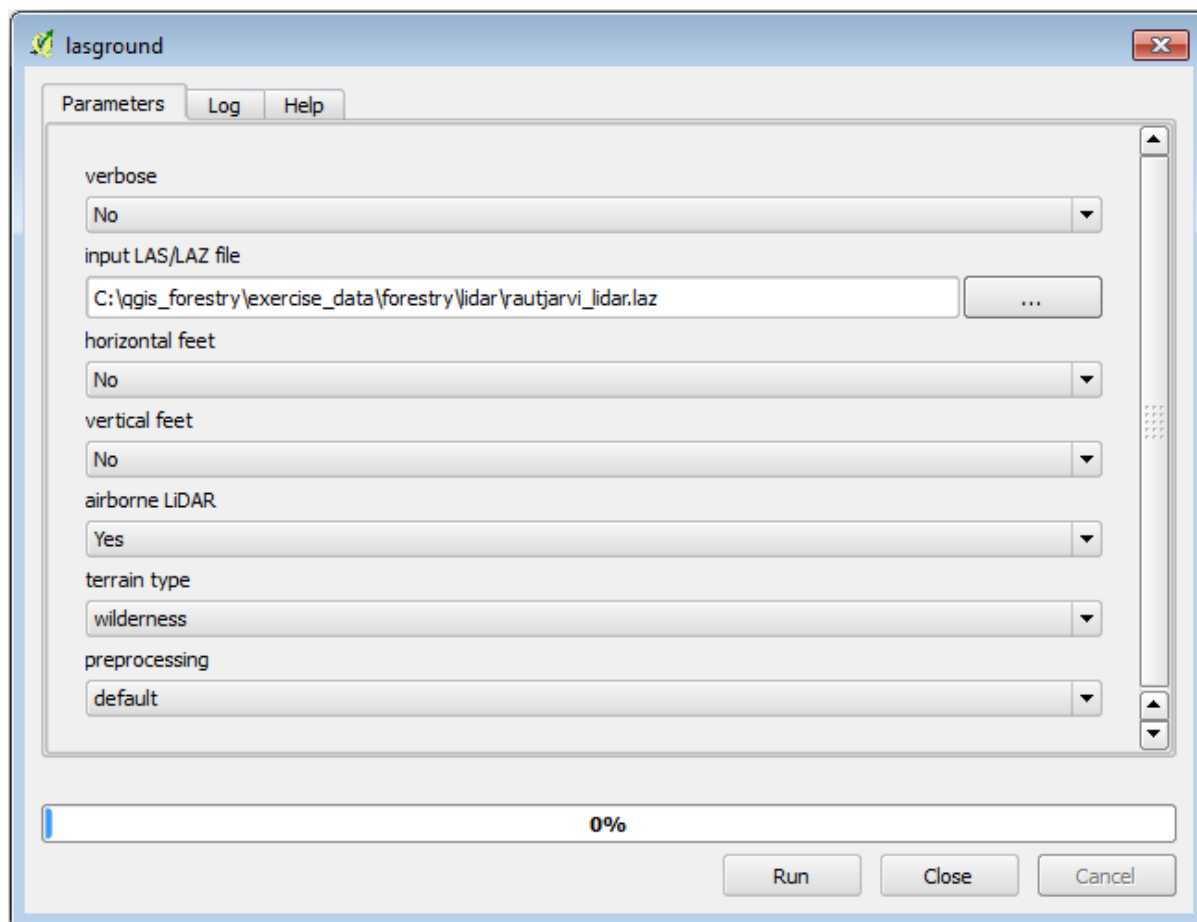 lasground
Parameters Log Help
verbose
No
input LAS/LAZ file
C:\qgis_forestry\exercise_data\forestry\lidar\rautjarvi_lidar.laz ...
horizontal feet
No
vertical feet
No
airborne LiDAR
Yes
terrain type
wilderness
preprocessing
default
0%
Run Close Cancel